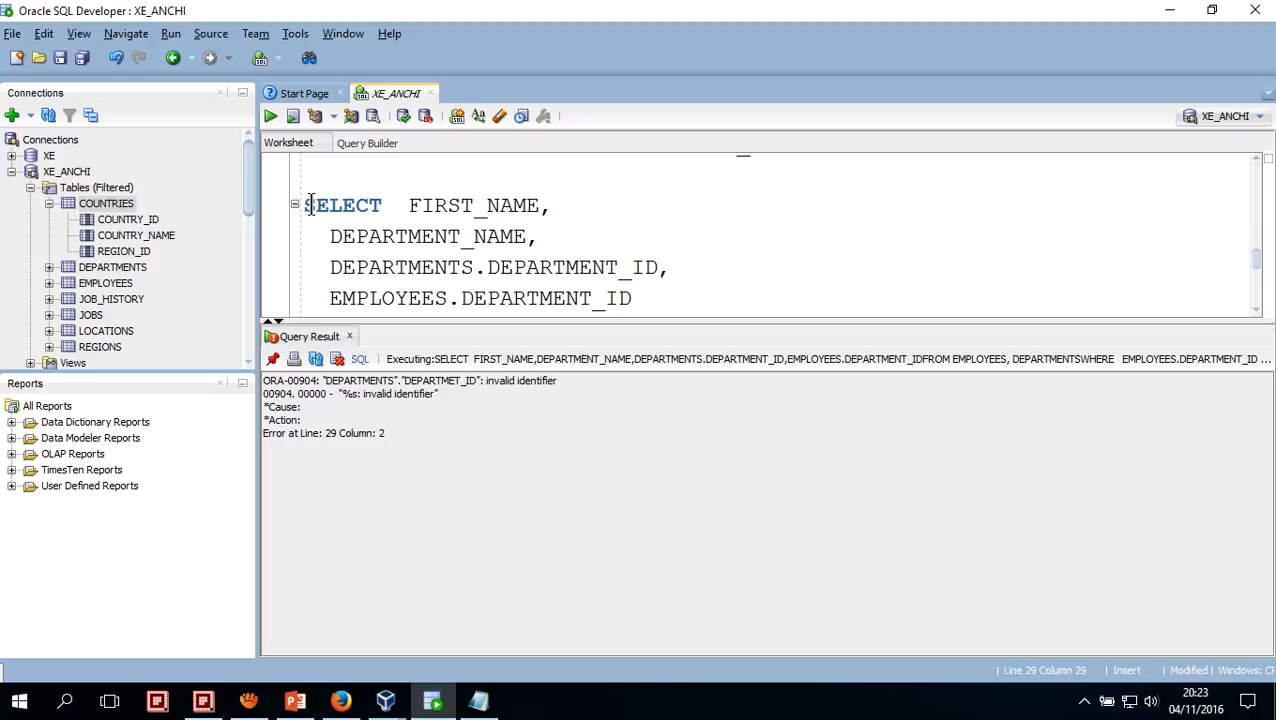 Oracle SQL Developer : XE_ANCHI
File Edit View Navigate Run Source Team Tools Window Help
Connections
Connections
XE
XE_ANCHI
Tables (Filtered)
COUNTRIES
COUNTRY_ID
COUNTRY_NAME
REGION_ID
DEPARTMENTS
EMPLOYEES
JOB_HISTORY
JOBS
LOCATIONS
REGIONS
Views
Reports
All Reports
Data Dictionary Reports
Data Modeler Reports
OLAP Reports
TimesTen Reports
User Defined Reports
Start Page XE_ANCHI
XE_ANCHI
Worksheet Query Builder
SELECT FIRST_NAME,
DEPARTMENT_NAME,
DEPARTMENTS.DEPARTMENT_ID,
EMPLOYEES.DEPARTMENT_ID
Query Result
SQL Executing:SELECT FIRST_NAME,DEPARTMENT_NAME,DEPARTMENTS.DEPARTMENT_ID,EMPLOYEES.DEPARTMENT_IDFROM EMPLOYEES, DEPARTMENTSWHERE EMPLOYEES.DEPARTMENT_ID ...
ORA-00904: "DEPARTMENTS"."DEPARTMET_ID": invalid identifier
00904. 00000 - "%s: invalid identifier"
*Cause:
*Action:
Error at Line: 29 Column: 2
Line 29 Column 29 Insert Modified Windows: CF
20:23
04/11/2016